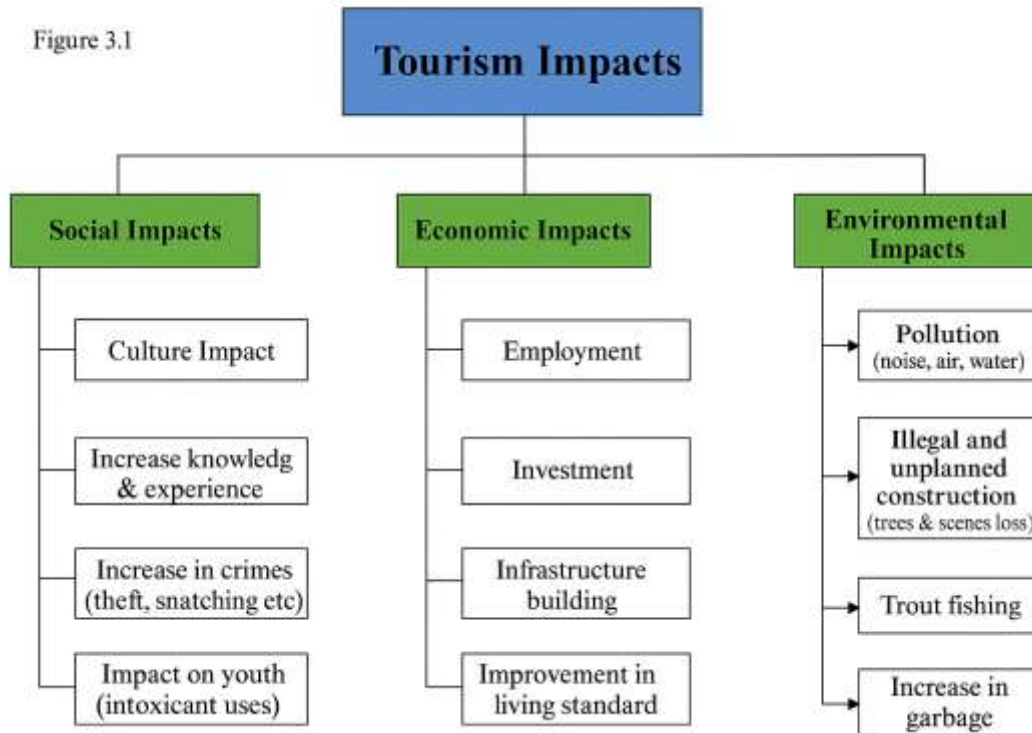 Figure 3.1
Tourism Impacts
Social Impacts
Culture Impact
Increase knowledg
& experience
Increase in crimes
(theft, snatching etc)
Impact on youth
(intoxicant uses)
Economic Impacts
Employment
Investment
Infrastructure
building
Improvement in
living standard
Environmental
Impacts
Pollution
(noise, air, water)
Illegal and
unplanned
construction
(trees & scenes loss)
Trout fishing
Increase in
garbage